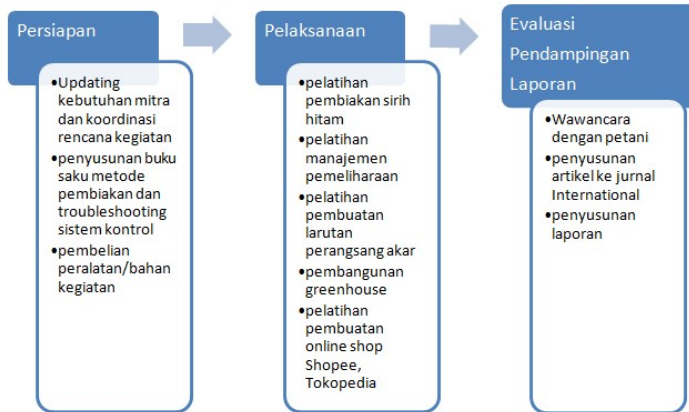 Persiapan
•Updating
kebutuhan mitra
dan koordinasi
rencana kegiatan
•penyusunan buku
saku metode
pembiakan dan
troubleshooting
sistem kontrol
•pembelian
peralatan/bahan
kegiatan
Pelaksanaan
•pelatihan
pembiakan sirih
hitam
•pelatihan
manajemen
pemeliharaan
•pelatihan
pembuatan
larutan
perangsang akar
•pembangunan
greenhouse
•pelatihan
pembuatan
online shop
Shopee,
Tokopedia
Evaluasi
Pendampingan
Laporan
•Wawancara
dengan petani
•penyusunan
artikel ke jurnal
International
•penyusunan
laporan